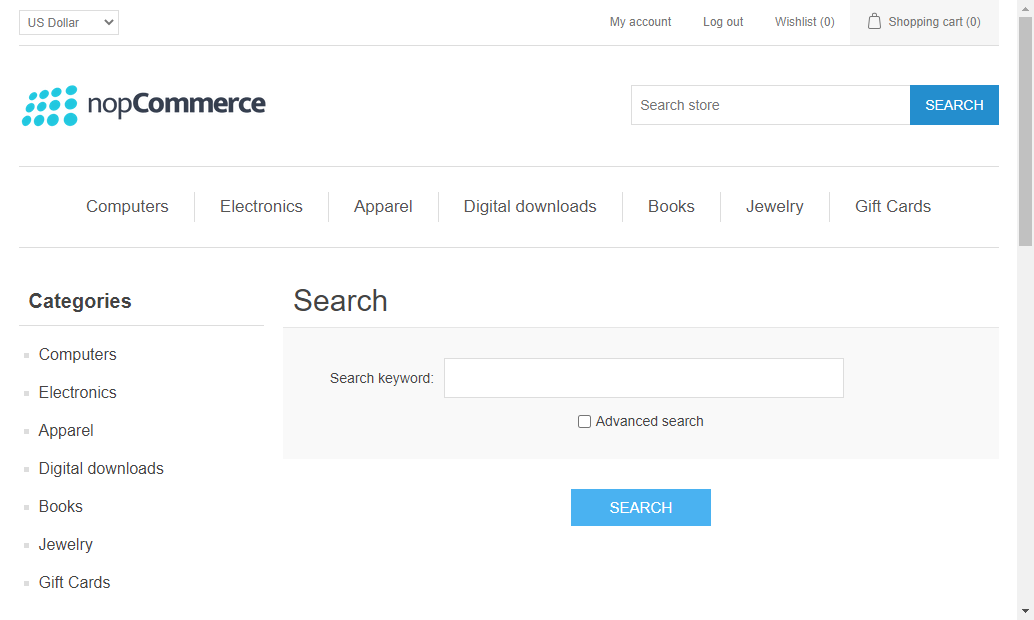 US Dollar
My account
Log out
Wishlist (0)
Shopping cart (0)
nopCommerce
Search store
SEARCH
Computers
Electronics
Apparel
Digital downloads
Books
Jewelry
Gift Cards
Categories
Computers
Electronics
Apparel
Digital downloads
Books
Jewelry
Gift Cards
Search
Search keyword:
Advanced search
SEARCH